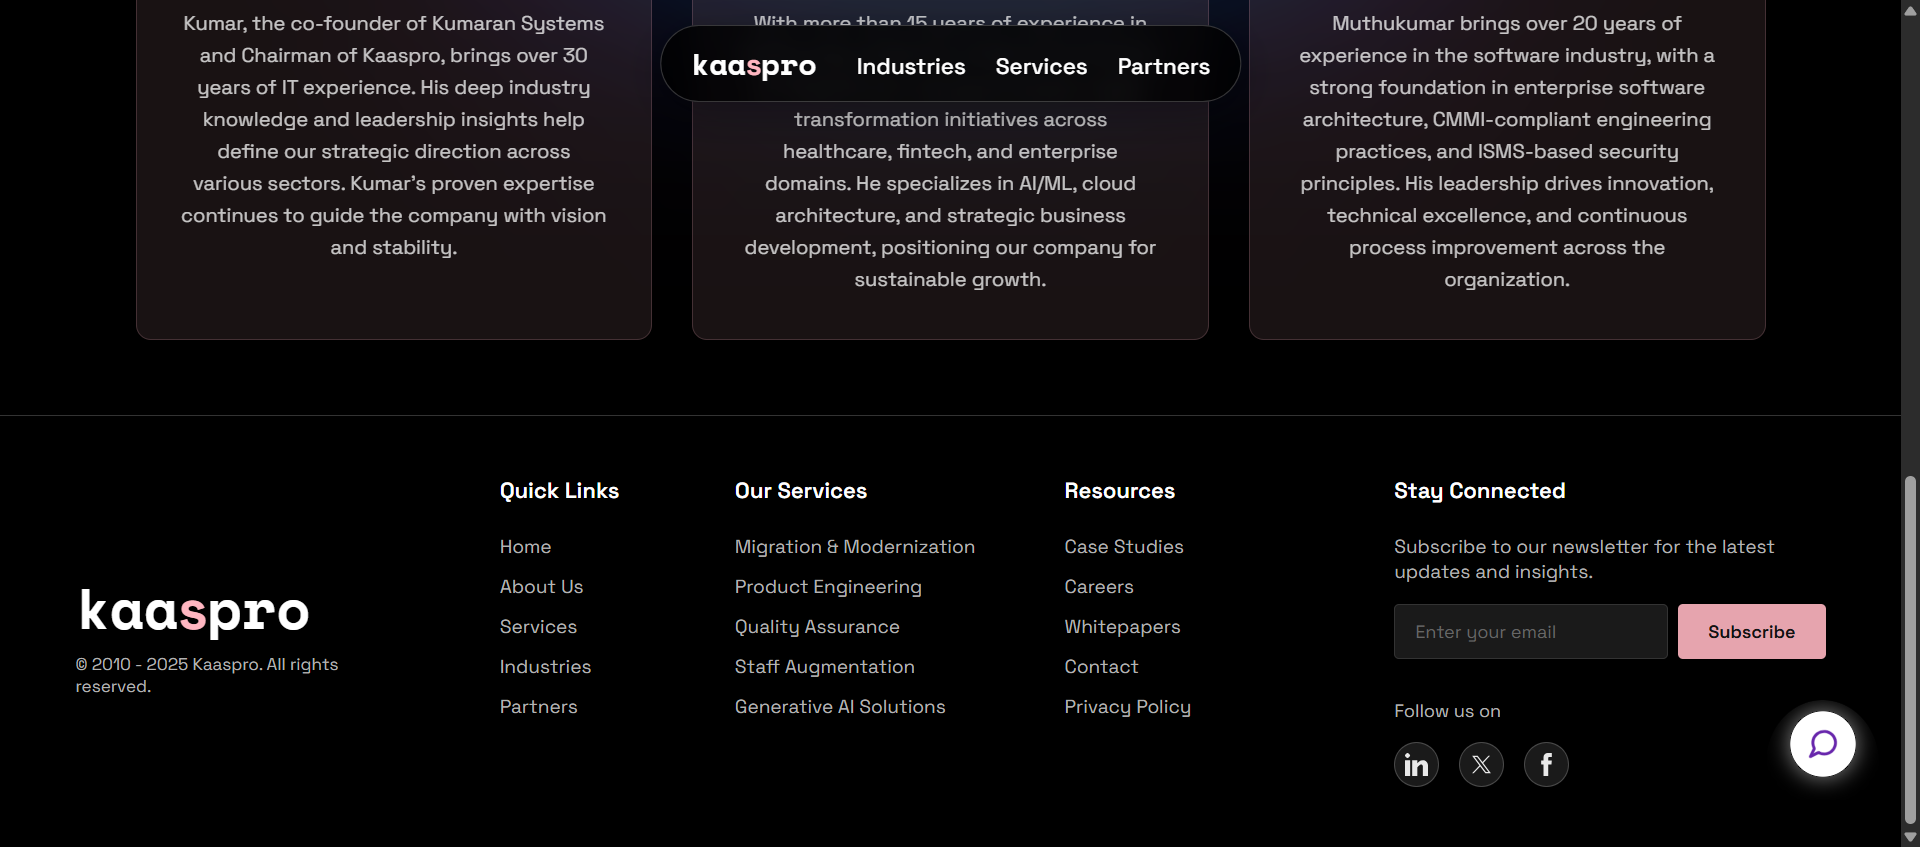 kaaspro
Industries
Services
Partners
Kumar, the co-founder of Kumaran Systems
and Chairman of Kaaspro, brings over 30
years of IT experience. His deep industry
knowledge and leadership insights help
define our strategic direction across
various sectors. Kumar’s proven expertise
continues to guide the company with vision
and stability.
With more than 15 years of experience in
transformation initiatives across
healthcare, fintech, and enterprise
domains. He specializes in AI/ML, cloud
architecture, and strategic business
development, positioning our company for
sustainable growth.
Muthukumar brings over 20 years of
experience in the software industry, with a
strong foundation in enterprise software
architecture, CMMI-compliant engineering
practices, and ISMS-based security
principles. His leadership drives innovation,
technical excellence, and continuous
process improvement across the
organization.
kaaspro
© 2010 - 2025 Kaaspro. All rights
reserved.
Quick Links
Home
About Us
Services
Industries
Partners
Our Services
Migration & Modernization
Product Engineering
Quality Assurance
Staff Augmentation
Generative AI Solutions
Resources
Case Studies
Careers
Whitepapers
Contact
Privacy Policy
Stay Connected
Subscribe to our newsletter for the latest
updates and insights.
Enter your email
Subscribe
Follow us on